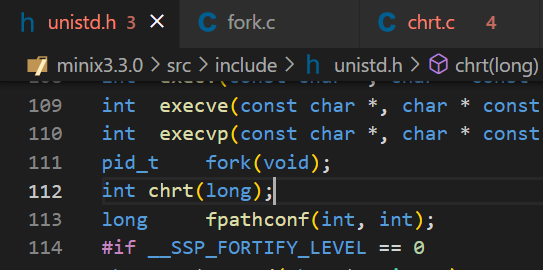 unistd.h 3 fork.c chrt.c 4
minix3.3.0 > src > include > h unistd.h > chrt(long)
109 int execve(const char *, char * const
110 int execvp(const char *, char * const
111 pid_t fork(void);
112 int chrt(long);
113 long fpathconf(int, int);
114 #if __SSP_FORTIFY_LEVEL == 0